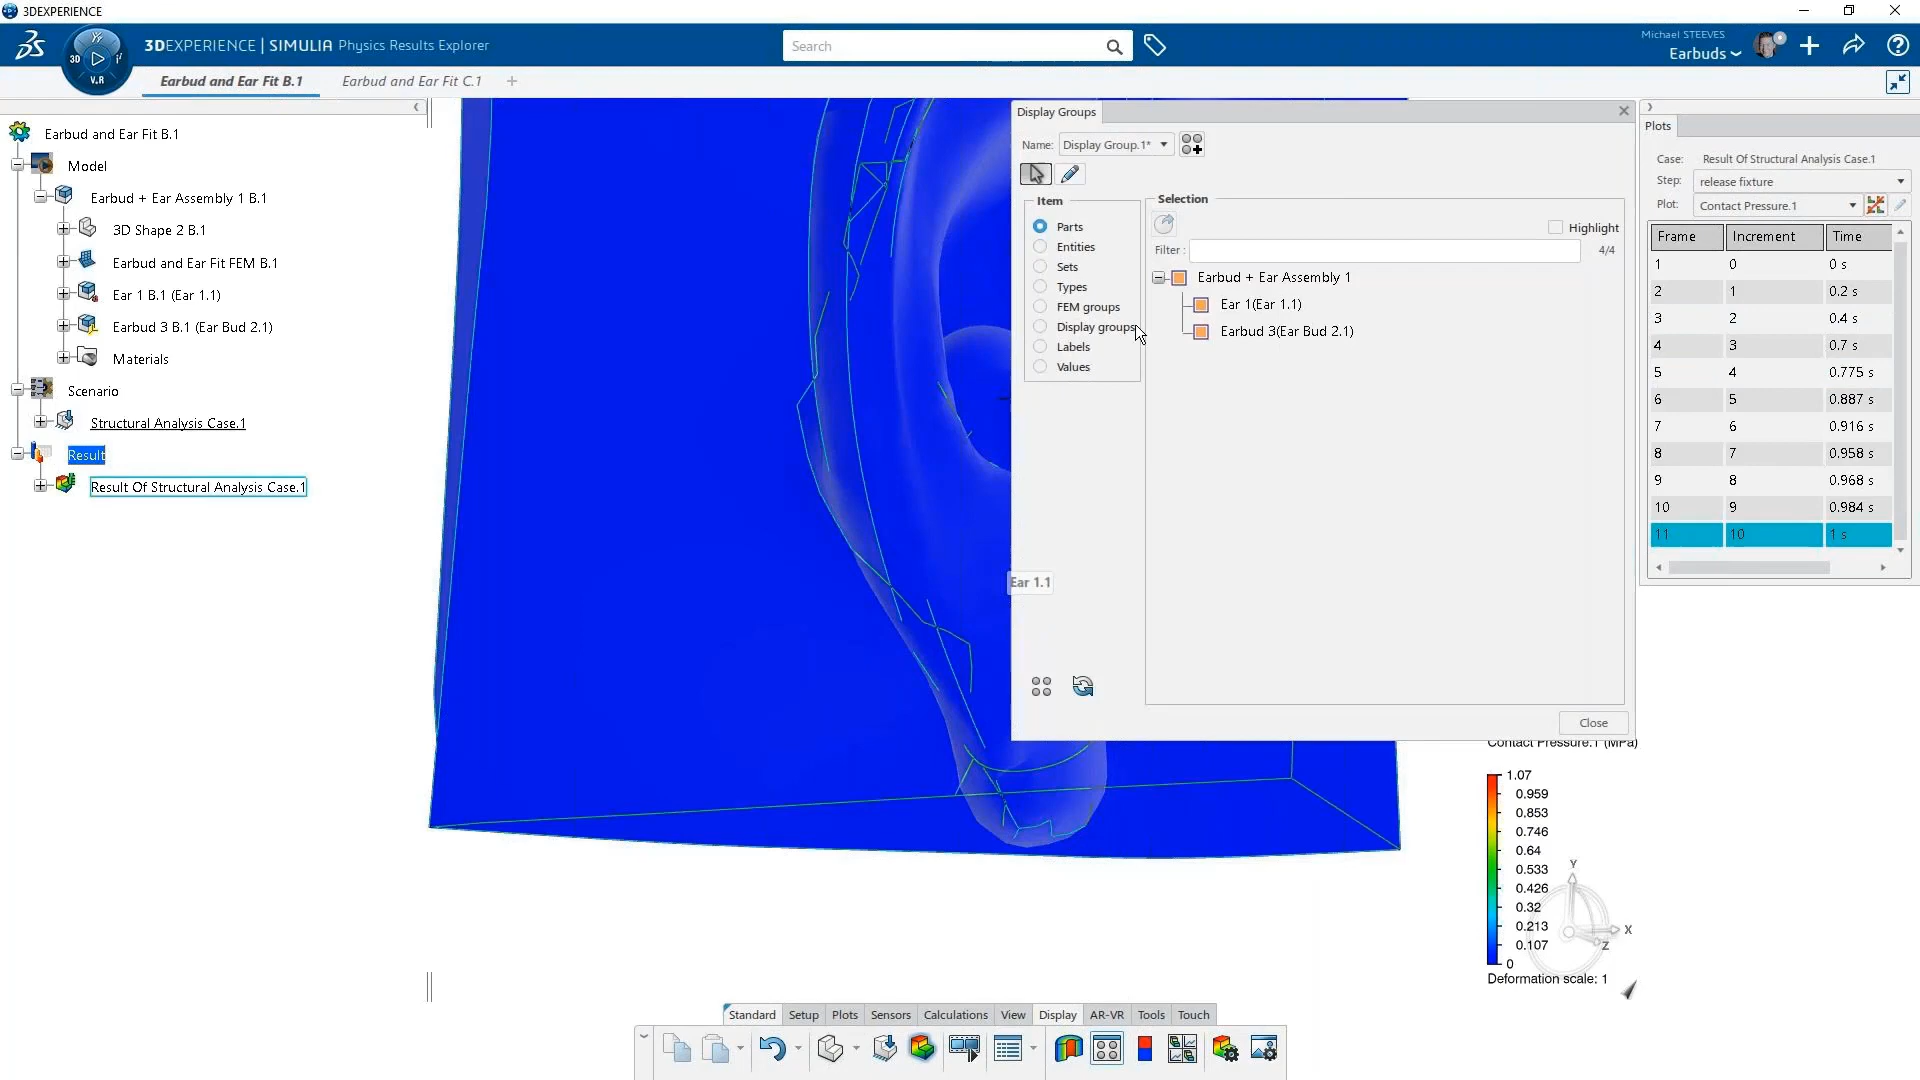 3DEXPERIENCE
3DEXPERIENCE | SIMULIA Physics Results Explorer
3D
V.R
Search
Michael STEEVES
Earbuds
Earbud and Ear Fit B.1
Earbud and Ear Fit C.1
Earbud and Ear Fit B.1
Model
Earbud + Ear Assembly 1 B.1
3D Shape 2 B.1
Earbud and Ear Fit FEM B.1
Ear 1 B.1 (Ear 1.1)
Earbud 3 B.1 (Ear Bud 2.1)
Materials
Scenario
Structural Analysis Case.1
Result
Result Of Structural Analysis Case.1
Display Groups
Name: Display Group.1*
Item
Parts
Entities
Sets
Types
FEM groups
Display groups
Labels
Values
Selection
Highlight
Filter :
4/4
Earbud + Ear Assembly 1
Ear 1(Ear 1.1)
Earbud 3(Ear Bud 2.1)
Close
Ear 1.1
Plots
Case: Result Of Structural Analysis Case.1
Step: release fixture
Plot: Contact Pressure.1
Frame Increment Time
1 0 0 s
2 1 0.2 s
3 2 0.4 s
4 3 0.7 s
5 4 0.775 s
6 5 0.887 s
7 6 0.916 s
8 7 0.958 s
9 8 0.968 s
10 9 0.984 s
11 10 1 s
Contact Pressure.1 (MPa)
1.07
0.959
0.853
0.746
0.64
0.533
0.426
0.32
0.213
0.107
0
Y
X
Z
Deformation scale: 1
Standard Setup Plots Sensors Calculations View Display AR-VR Tools Touch